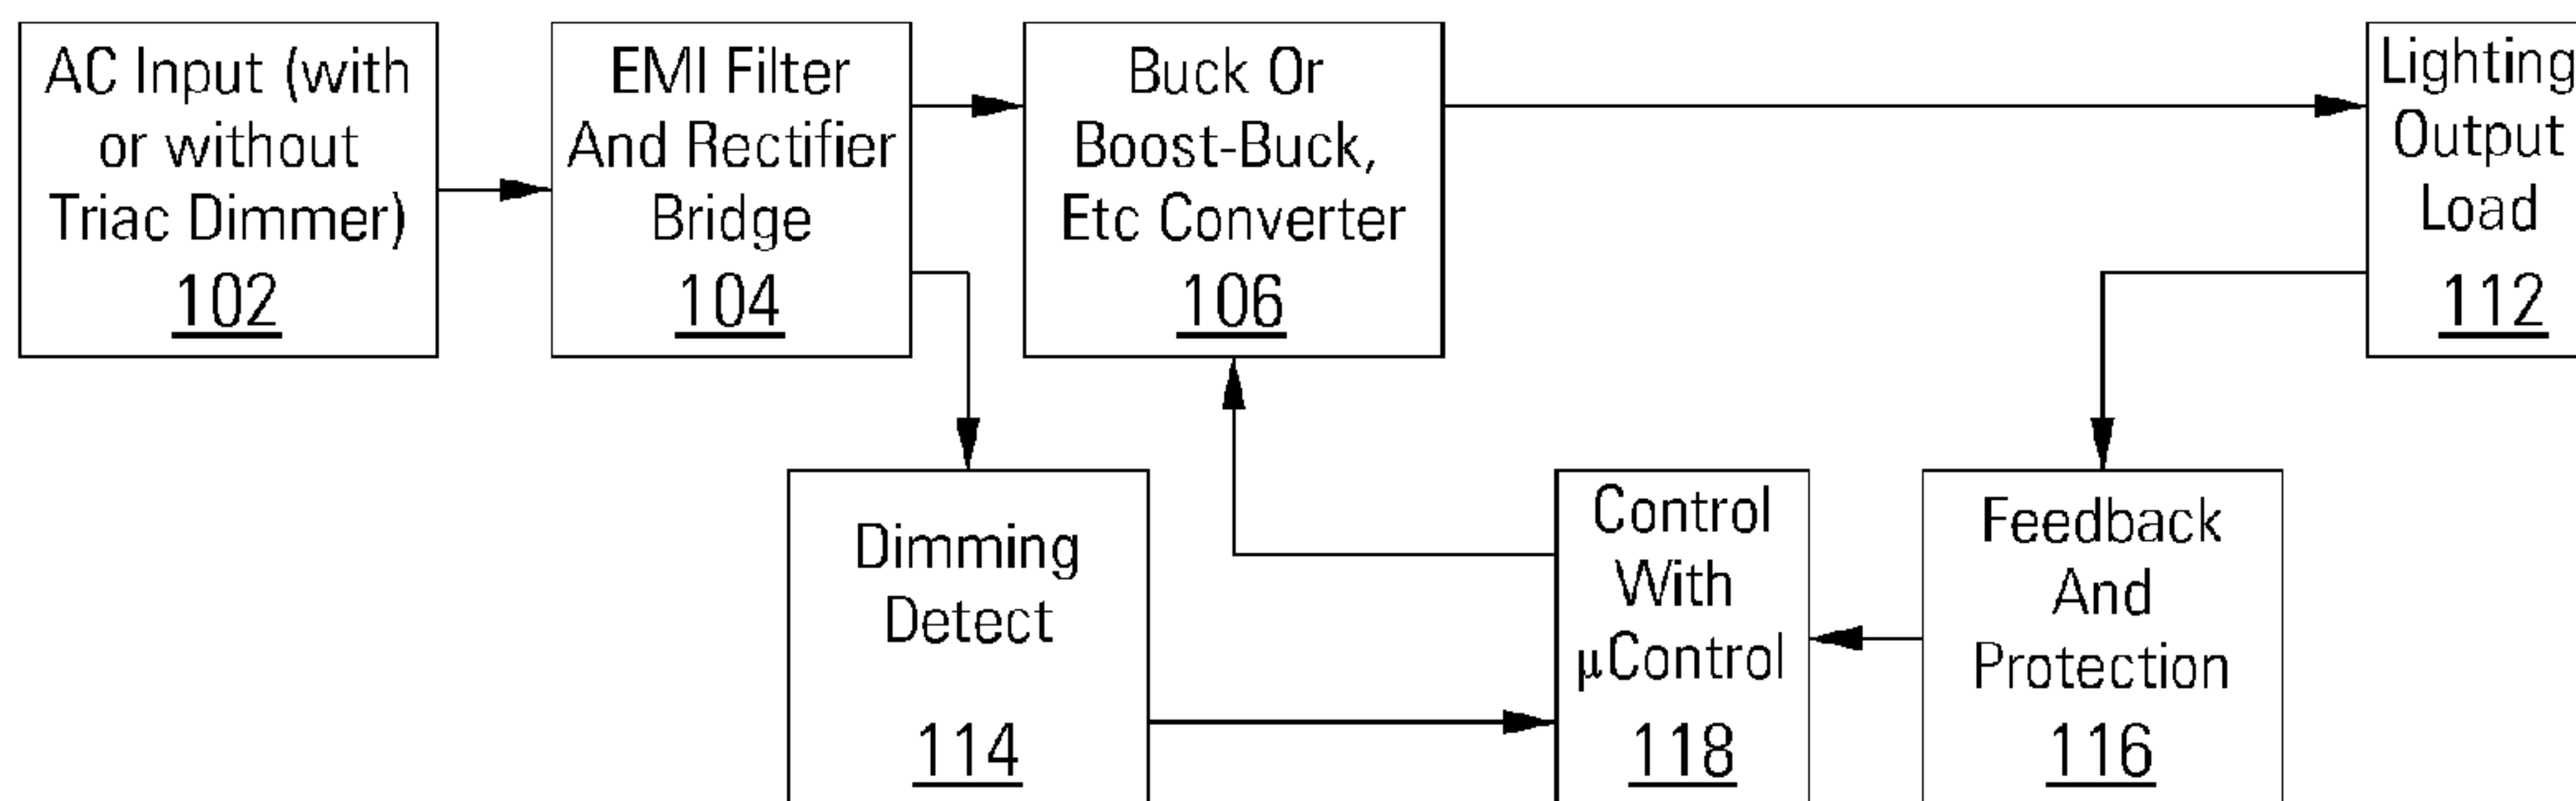 AC Input (with
or without
Triac Dimmer)
102
EMI Filter
And Rectifier
Bridge
104
Buck Or
Boost-Buck,
Etc Converter
106
Lighting
Output
Load
112
Dimming
Detect
114
Control
With
μControl
118
Feedback
And
Protection
116